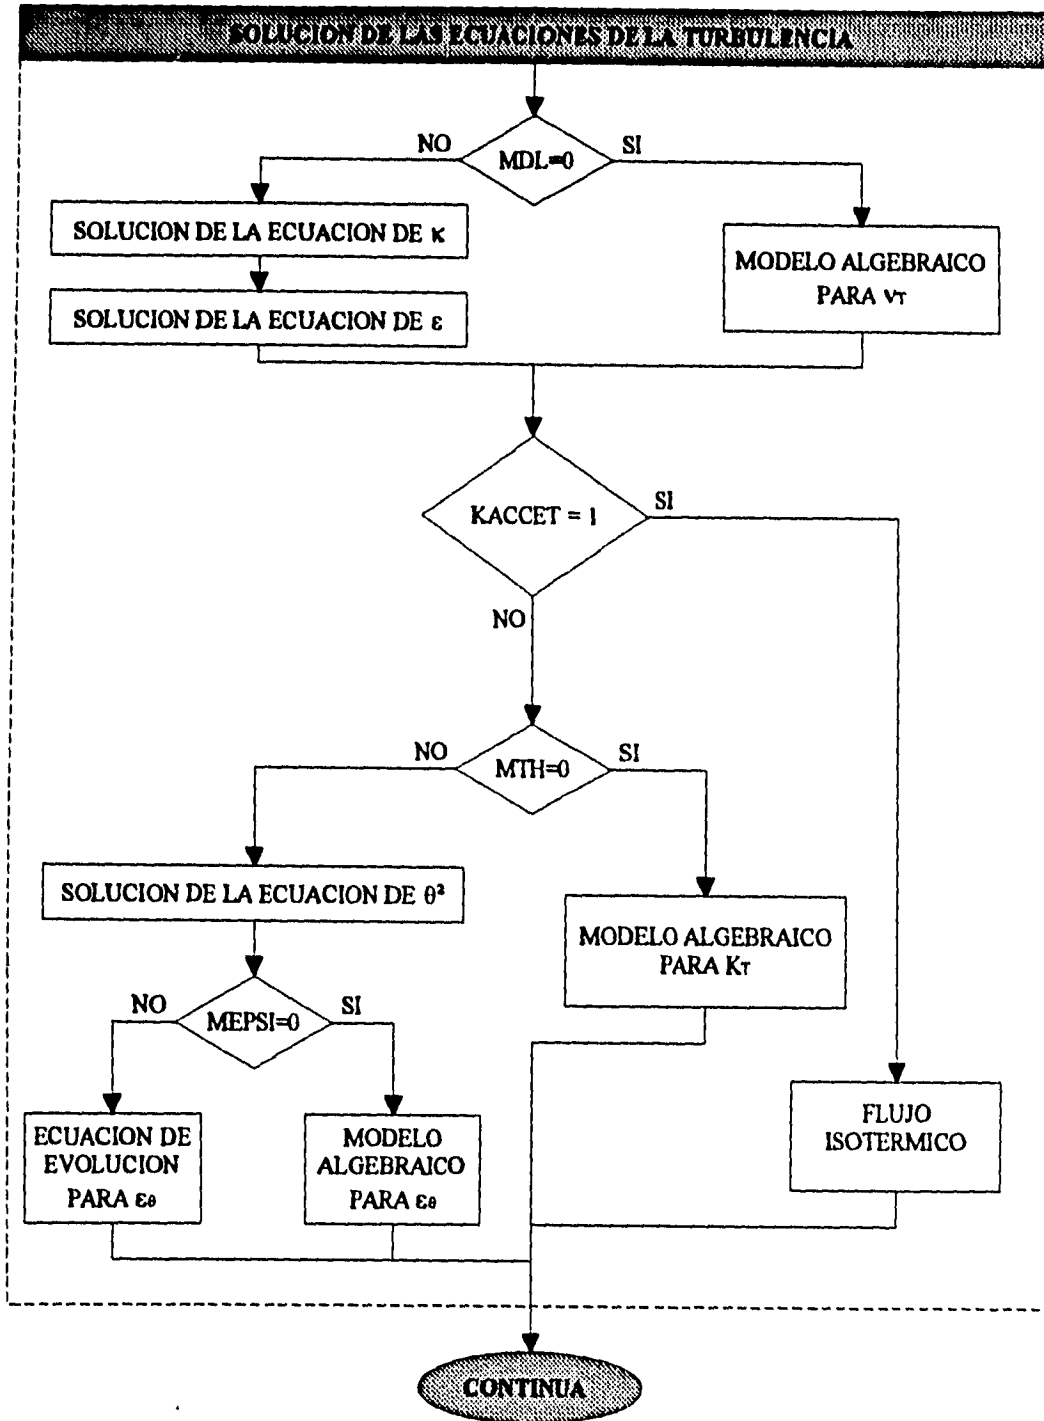 SOLUCION DE LAS ECUACIONES DE LA TURBULENCIA
NO
MDL=0
SI
SOLUCION DE LA ECUACION DE κ
SOLUCION DE LA ECUACION DE ε
MODELO ALGEBRAICO
PARA νT
KACCET = 1
SI
NO
NO
MTH=0
SI
SOLUCION DE LA ECUACION DE θ²
MODELO ALGEBRAICO
PARA KT
NO
MEPSI=0
SI
ECUACION DE
EVOLUCION
PARA εθ
MODELO
ALGEBRAICO
PARA εθ
FLUJO
ISOTERMICO
CONTINUA